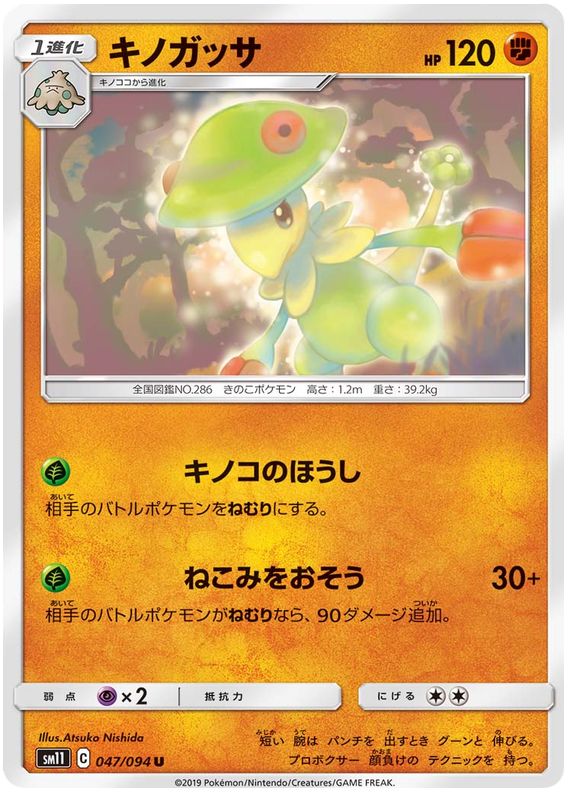 1進化
キノガッサ
HP 120
キノココから進化
全国図鑑NO.286 きのこポケモン 高さ：1.2m 重さ：39.2kg
キノコのほうし
相手のバトルポケモンをねむりにする。
ねこみをおそう 30+
相手のバトルポケモンがねむりなら、90ダメージ追加。
弱点 ×2 抵抗力 にげる
Illus.Atsuko Nishida
SM11 C 047/094 U
短い 腕は パンチを 出すとき グーンと 伸びる。
プロボクサー 顔負けの テクニックを 持つ。
©2019 Pokémon/Nintendo/Creatures/GAME FREAK.